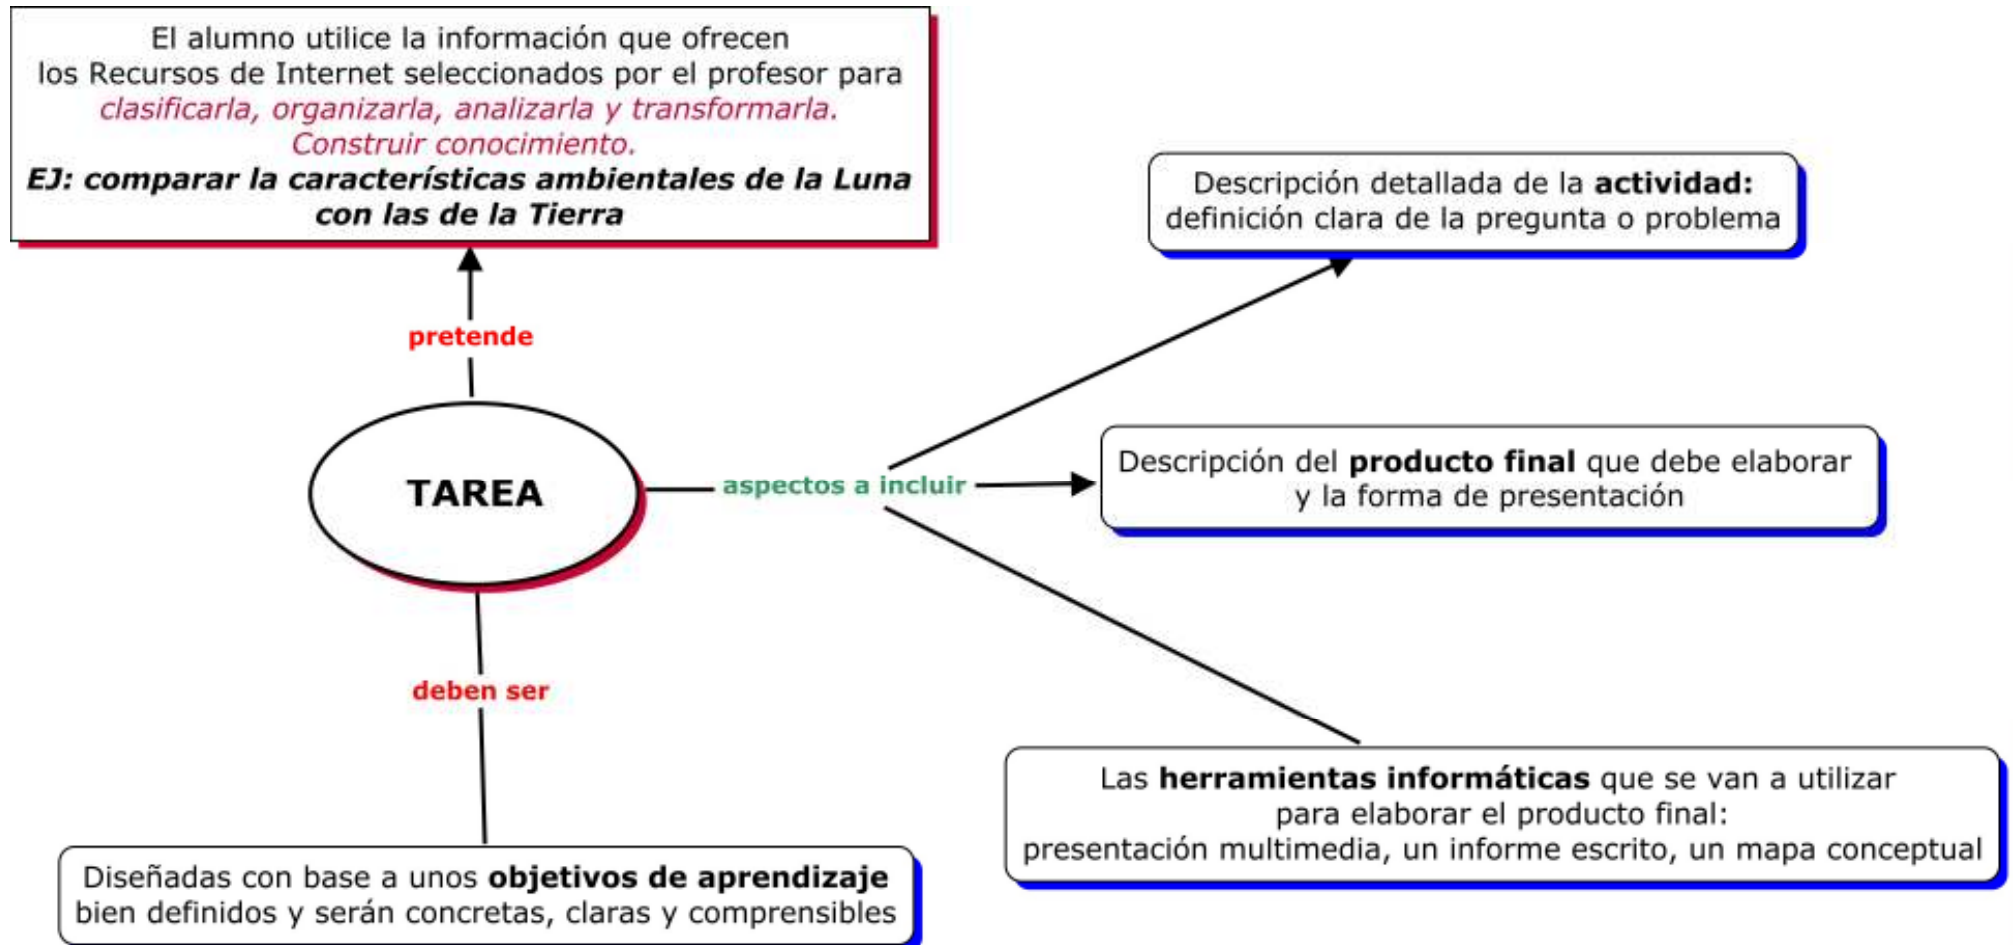 El alumno utilice la información que ofrecen
los Recursos de Internet seleccionados por el profesor para
clasificarla, organizarla, analizarla y transformarla.
Construir conocimiento.
EJ: comparar la características ambientales de la Luna
con las de la Tierra
pretende
TAREA
aspectos a incluir
Descripción detallada de la actividad:
definición clara de la pregunta o problema
Descripción del producto final que debe elaborar
y la forma de presentación
Las herramientas informáticas que se van a utilizar
para elaborar el producto final:
presentación multimedia, un informe escrito, un mapa conceptual
deben ser
Diseñadas con base a unos objetivos de aprendizaje
bien definidos y serán concretas, claras y comprensibles